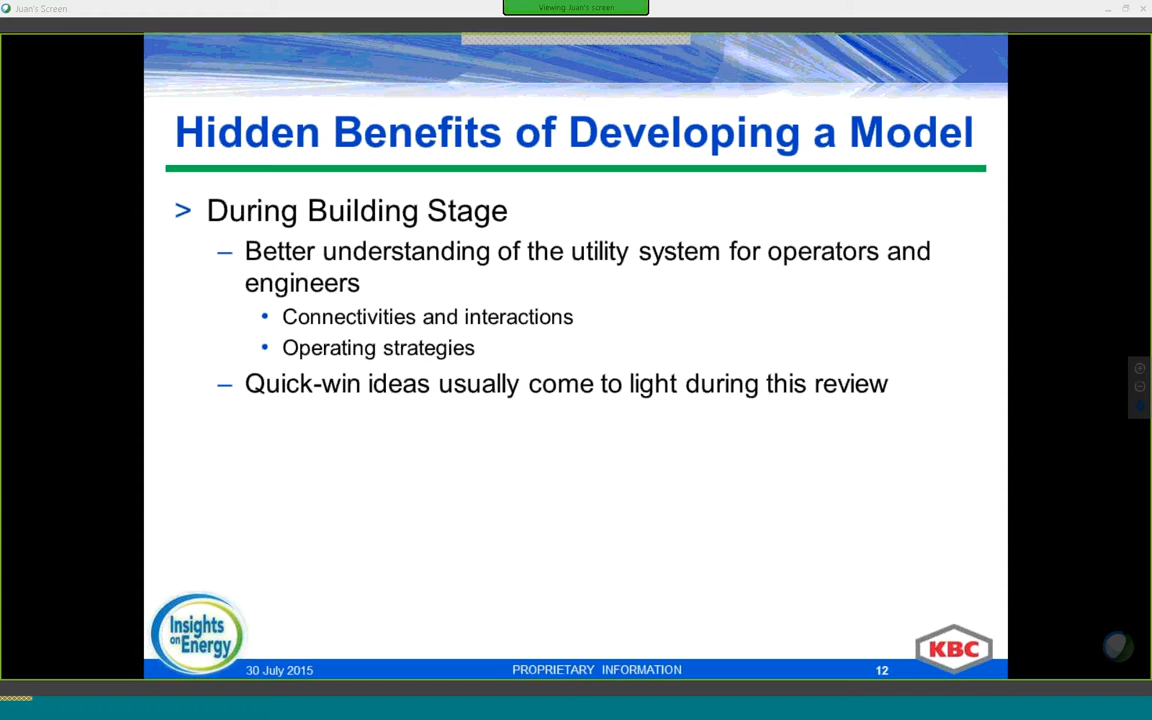 Juan's Screen
Viewing Juan's screen
Hidden Benefits of Developing a Model
> During Building Stage
– Better understanding of the utility system for operators and
engineers
• Connectivities and interactions
• Operating strategies
– Quick-win ideas usually come to light during this review
Insights
on Energy
KBC
30 July 2015
PROPRIETARY INFORMATION
12